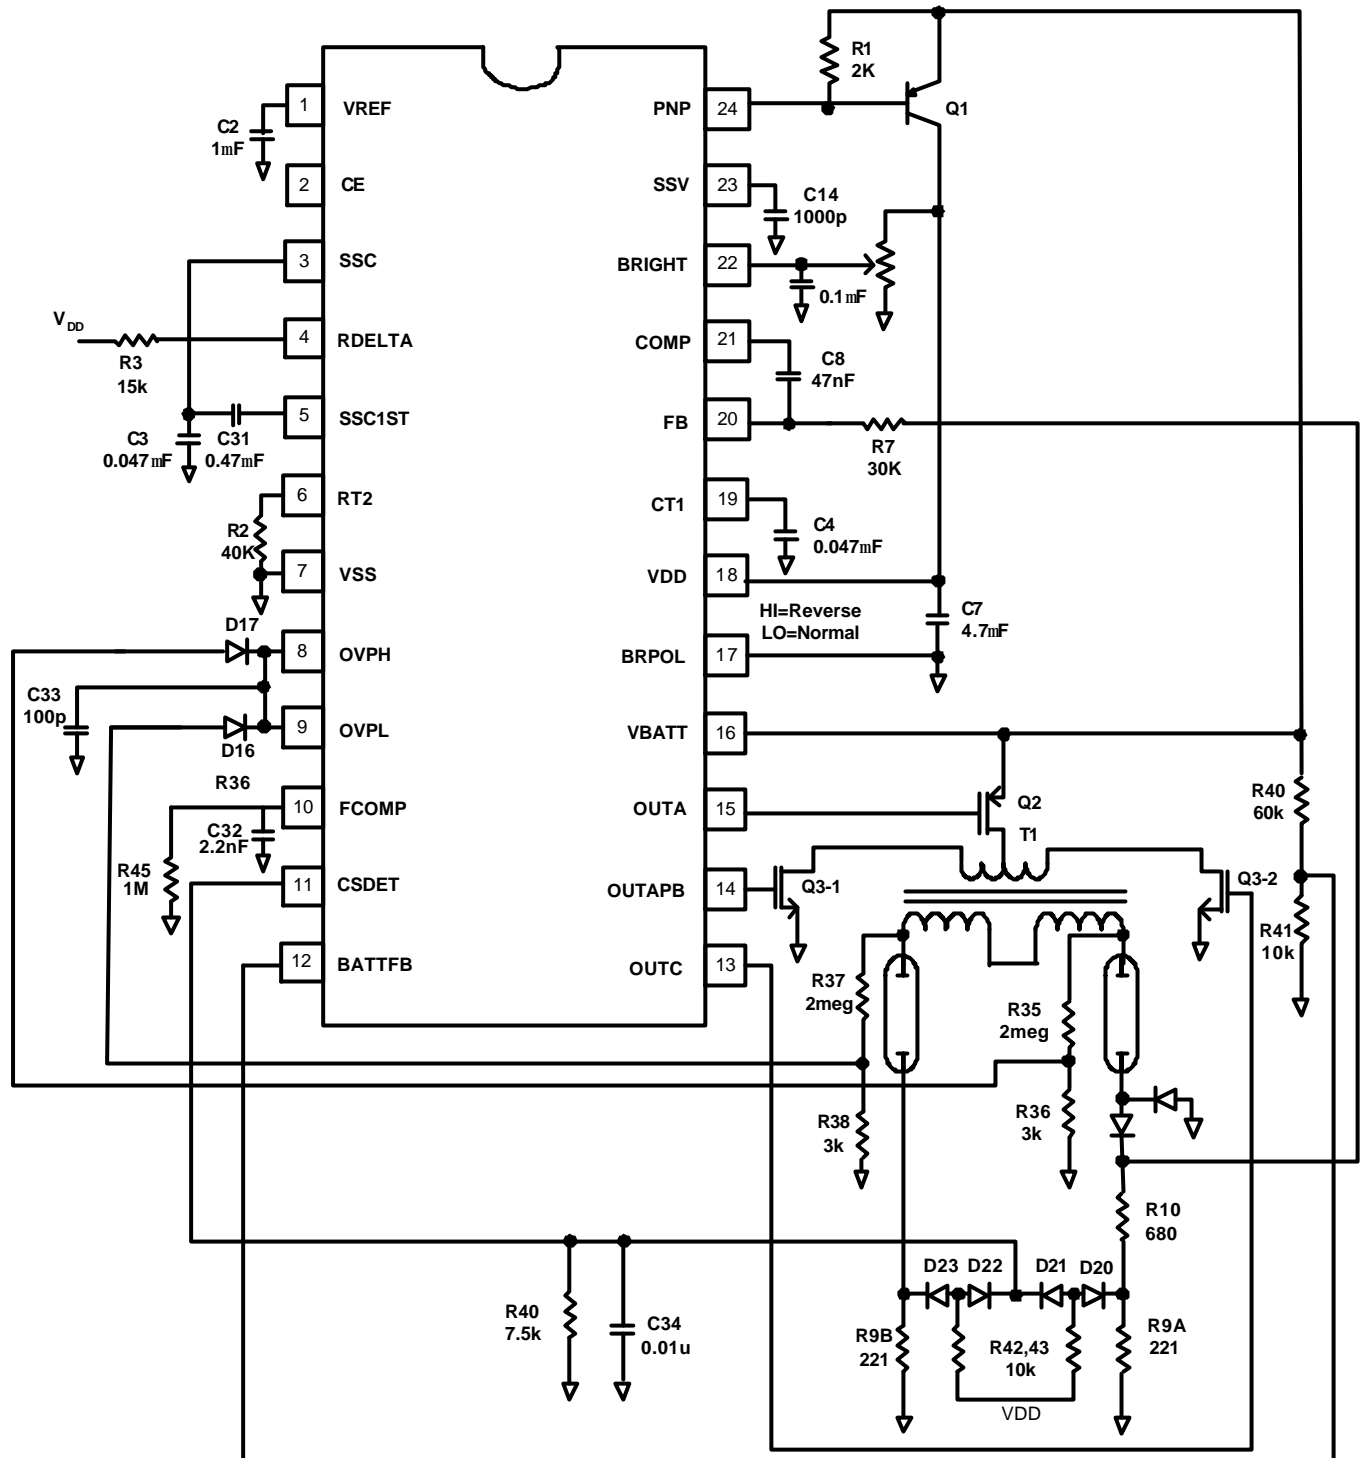 R1
2K
1
VREF
PNP
24
Q1
C2
1mF
2
CE
SSV
23
C14
1000p
3
SSC
BRIGHT
22
0.1mF
VDD
R3
15k
4
RDELTA
COMP
21
C8
47nF
5
SSC1ST
FB
20
R7
30K
C3
0.047mF
C31
0.47mF
6
RT2
CT1
19
C4
0.047mF
R2
40K
7
VSS
VDD
18
HI=Reverse
LO=Normal
C7
4.7mF
D17
8
OVPH
BRPOL
17
C33
100p
9
OVPL
VBATT
16
D16
R36
10
FCOMP
OUTA
15
Q2
T1
R40
60k
C32
2.2nF
R45
1M
11
CSDET
OUTAPB
14
Q3-1
Q3-2
R41
10k
12
BATTFB
OUTC
13
R37
2meg
R35
2meg
R38
3k
R36
3k
R10
680
D23
D22
D21
D20
R40
7.5k
C34
0.01u
R9B
221
R42,43
10k
R9A
221
VDD